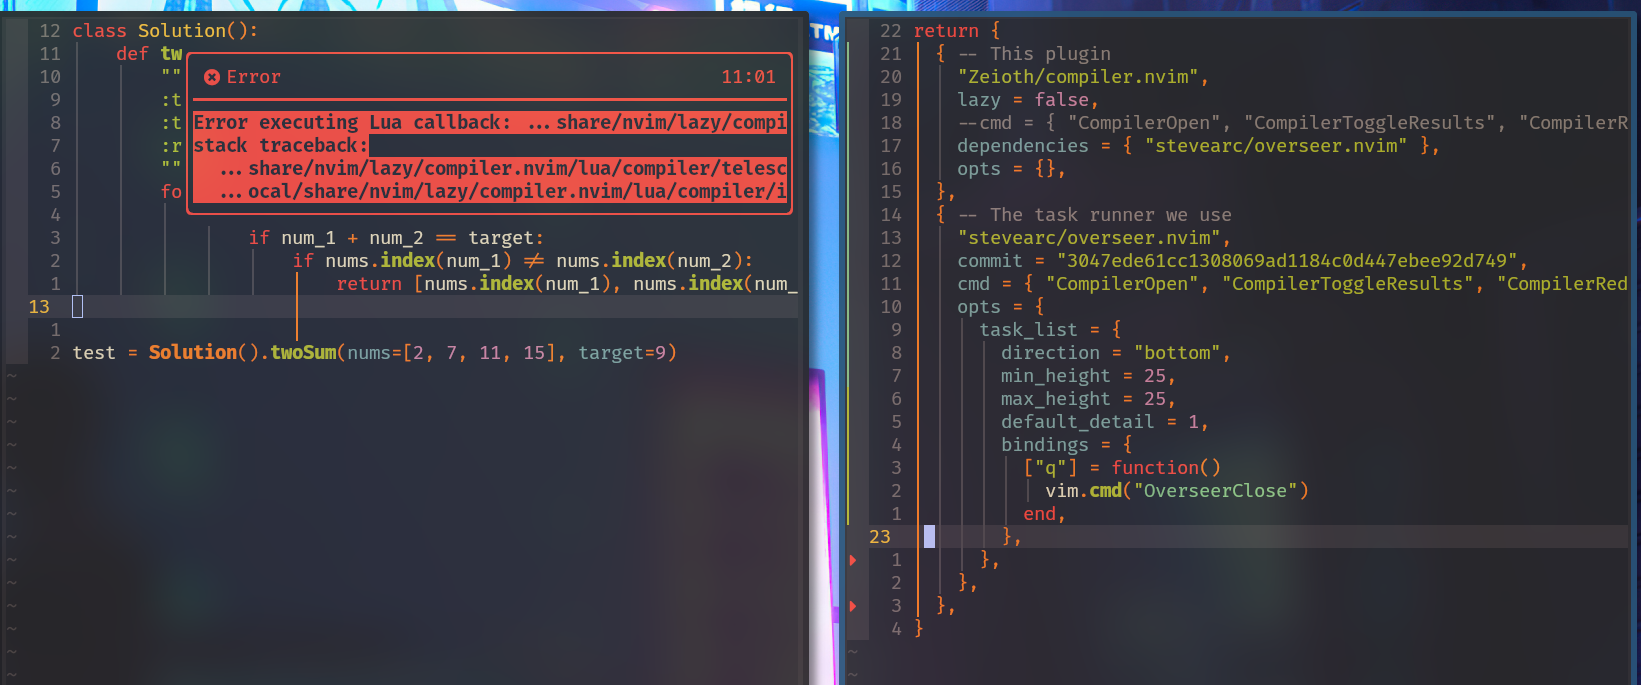 12 class Solution():
11 def tw
10 ""
9 :t
8 :t
7 :r
6 ""
5 fo
4
3 if num_1 + num_2 == target:
2 if nums.index(num_1) != nums.index(num_2):
1 return [nums.index(num_1), nums.index(num_
13
1
2 test = Solution().twoSum(nums=[2, 7, 11, 15], target=9)
~
~
~
~
~
~
~
~
~
~
~
~
~
~
Error 11:01
Error executing Lua callback: ...share/nvim/lazy/compi
stack traceback:
...share/nvim/lazy/compiler.nvim/lua/compiler/telesc
...ocal/share/nvim/lazy/compiler.nvim/lua/compiler/i
TM
22 return {
21 { -- This plugin
20 "Zeioth/compiler.nvim",
19 lazy = false,
18 --cmd = { "CompilerOpen", "CompilerToggleResults", "CompilerR
17 dependencies = { "stevearc/overseer.nvim" },
16 opts = {},
15 },
14 { -- The task runner we use
13 "stevearc/overseer.nvim",
12 commit = "3047ede61cc1308069ad1184c0d447ebee92d749",
11 cmd = { "CompilerOpen", "CompilerToggleResults", "CompilerRed
10 opts = {
9 task_list = {
8 direction = "bottom",
7 min_height = 25,
6 max_height = 25,
5 default_detail = 1,
4 bindings = {
3 ["q"] = function()
2 vim.cmd("OverseerClose")
1 end,
23 },
1 },
2 },
3 },
4 }
~
~